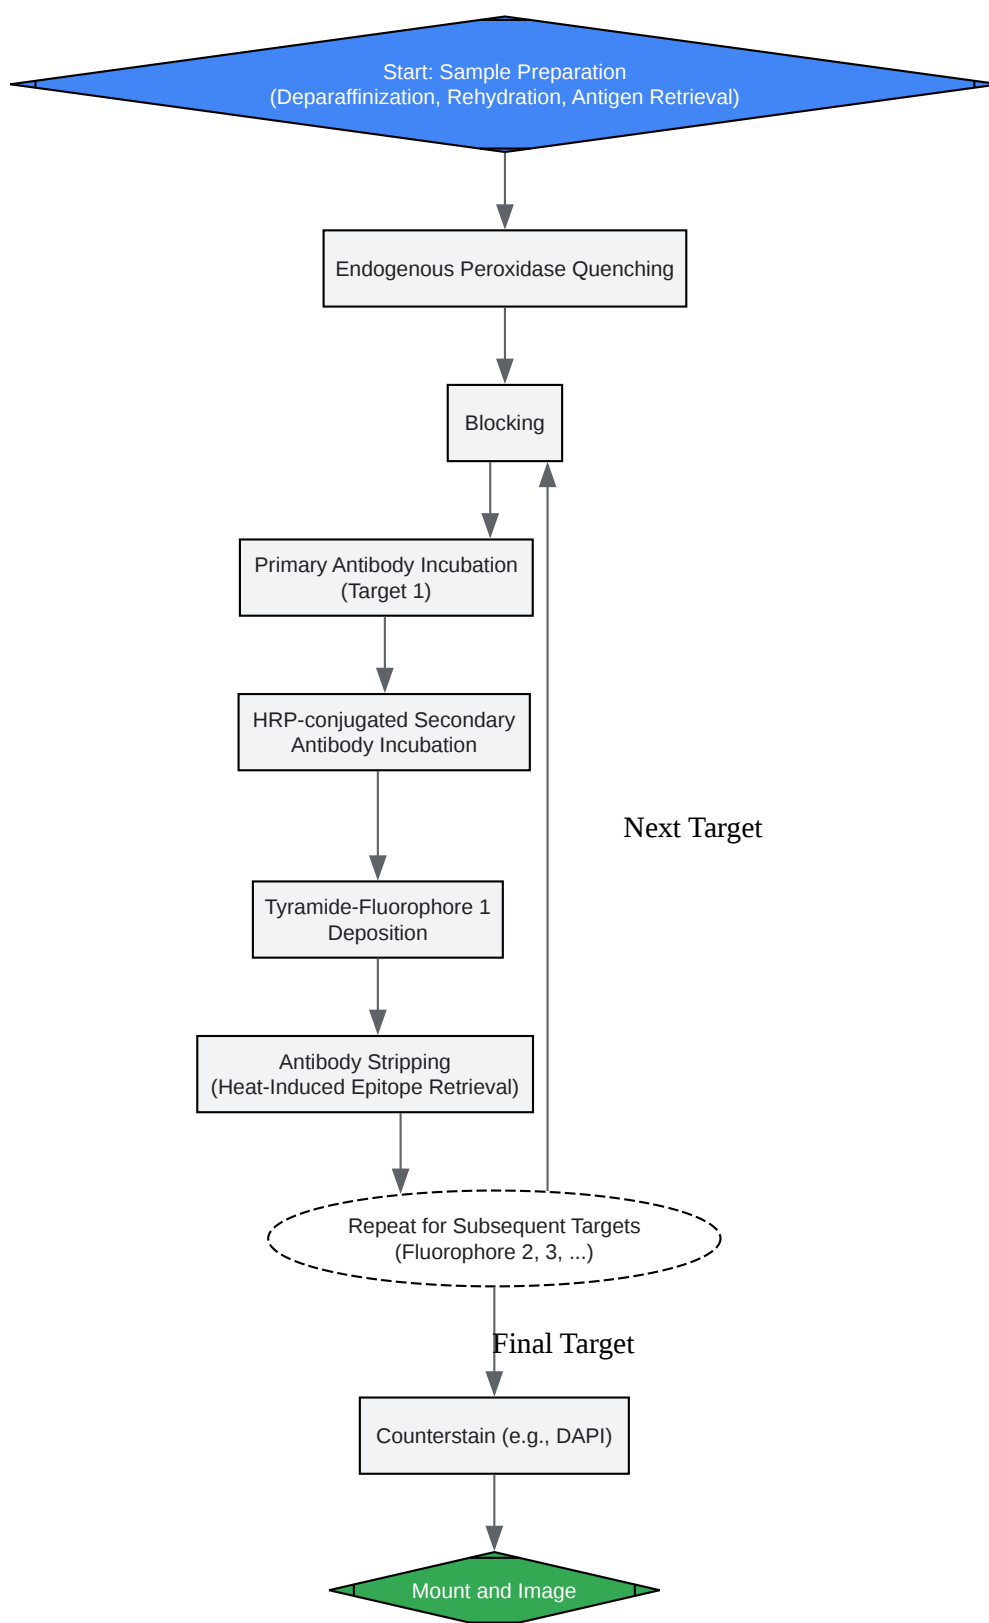 Start: Sample Preparation
(Deparaffinization, Rehydration, Antigen Retrieval)
Endogenous Peroxidase Quenching
Blocking
Primary Antibody Incubation
(Target 1)
HRP-conjugated Secondary
Antibody Incubation
Next Target
Tyramide-Fluorophore 1
Deposition
Antibody Stripping
(Heat-Induced Epitope Retrieval)
Repeat for Subsequent Targets
(Fluorophore 2, 3, ...)
Final Target
Counterstain (e.g., DAPI)
Mount and Image